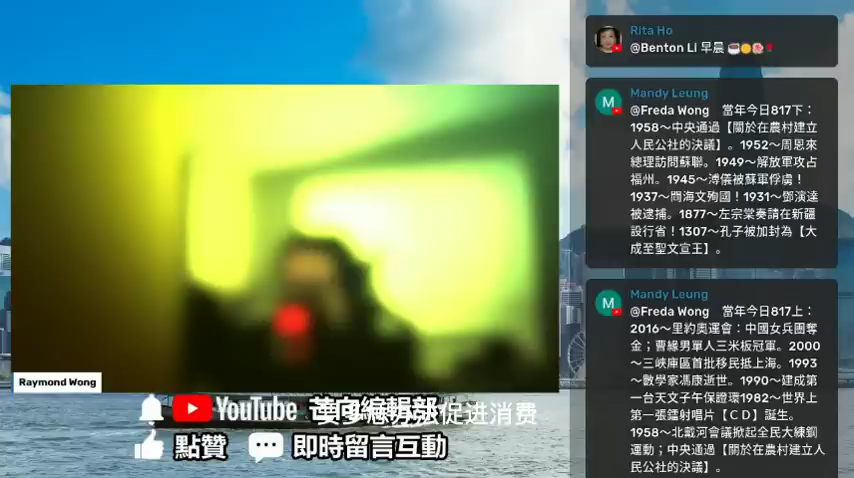 Raymond Wong
YouTube
促进消费
點贊
即時留言互動
Rita Ho
@Benton Li 早晨
Mandy Leung
@Freda Wong 當年今日817下：
1958～中央通過【關於在農村建立
人民公社的決議】。1952～周恩來
總理訪問蘇聯。1949～解放軍攻占
福州。1945～溥儀被蘇軍俘虜！
1937～閻海文殉國！1931～鄧演達
被逮捕。1877～左宗棠奏請在新疆
設行省！1307～孔子被加封為【大
成至聖文宣王】。
Mandy Leung
@Freda Wong 當年今日817上：
2016～里約奧運會：中國女兵團奪
金；曹緣男單人三米板冠軍。2000
～三峽庫區首批移民抵上海。1993
～數學家馮康逝世。1990～建成第
一台天文子午保證環1982～世界上
第一張鐳射唱片【ＣＤ】誕生。
1958～北戴河會議掀起全民大練鋼
運動；中央通過【關於在農村建立人
民公社的決議】。